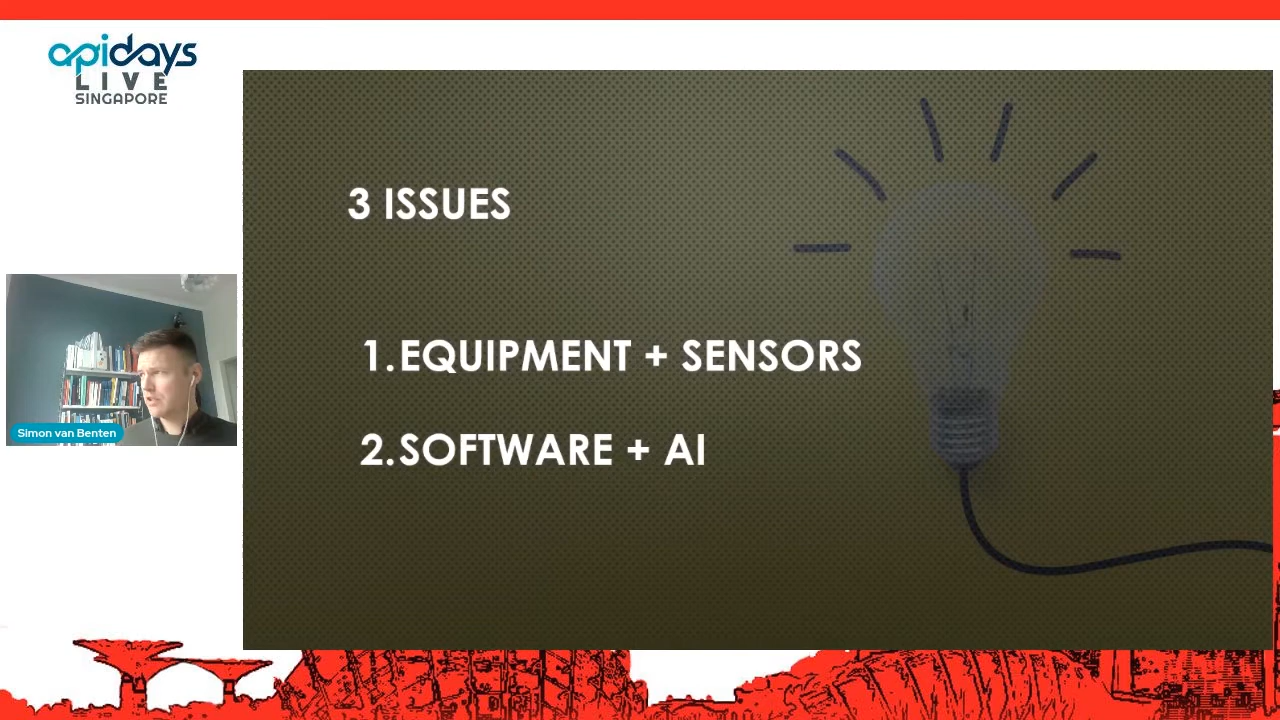 apidays
LIVE
SINGAPORE
3 ISSUES
1.EQUIPMENT + SENSORS
2.SOFTWARE + AI
Simon van Benten